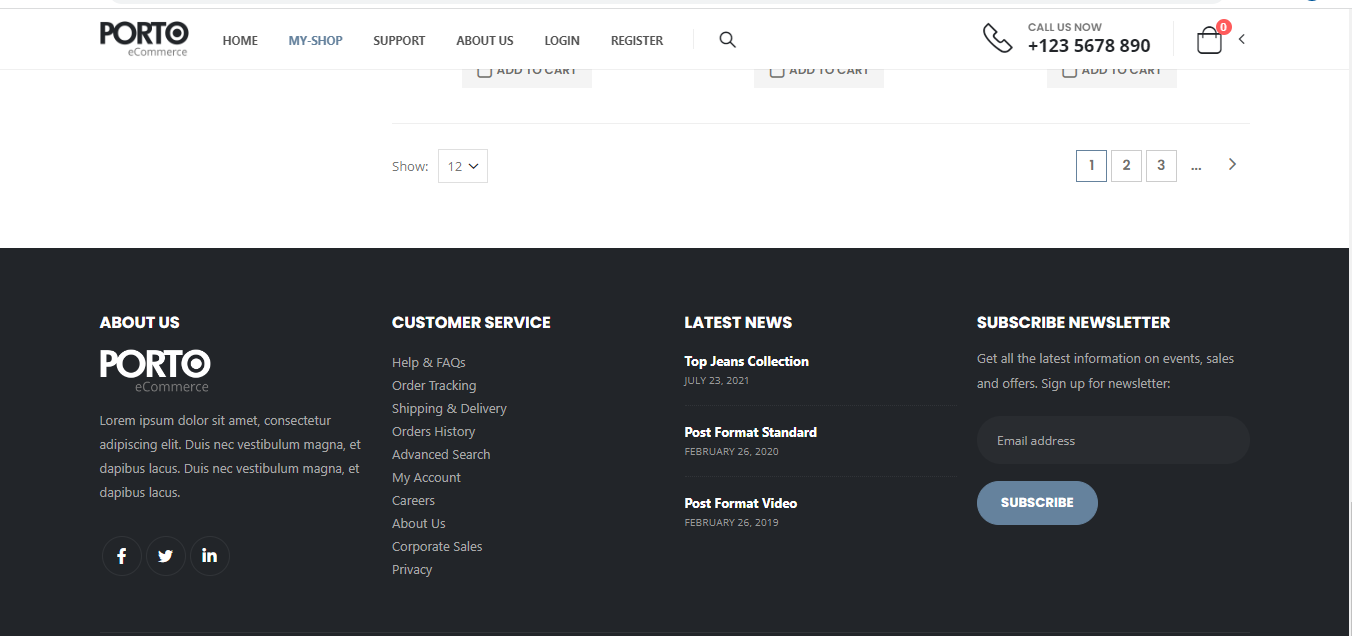 PORTO
eCommerce
HOME MY-SHOP SUPPORT ABOUT US LOGIN REGISTER
CALL US NOW
+123 5678 890
0
ADD TO CART ADD TO CART ADD TO CART
Show: 12
1 2 3 ...
ABOUT US
PORTO
eCommerce
Lorem ipsum dolor sit amet, consectetur
adipiscing elit. Duis nec vestibulum magna, et
dapibus lacus. Duis nec vestibulum magna, et
dapibus lacus.
CUSTOMER SERVICE
Help & FAQs
Order Tracking
Shipping & Delivery
Orders History
Advanced Search
My Account
Careers
About Us
Corporate Sales
Privacy
LATEST NEWS
Top Jeans Collection
JULY 23, 2021
Post Format Standard
FEBRUARY 26, 2020
Post Format Video
FEBRUARY 26, 2019
SUBSCRIBE NEWSLETTER
Get all the latest information on events, sales
and offers. Sign up for newsletter:
Email address
SUBSCRIBE